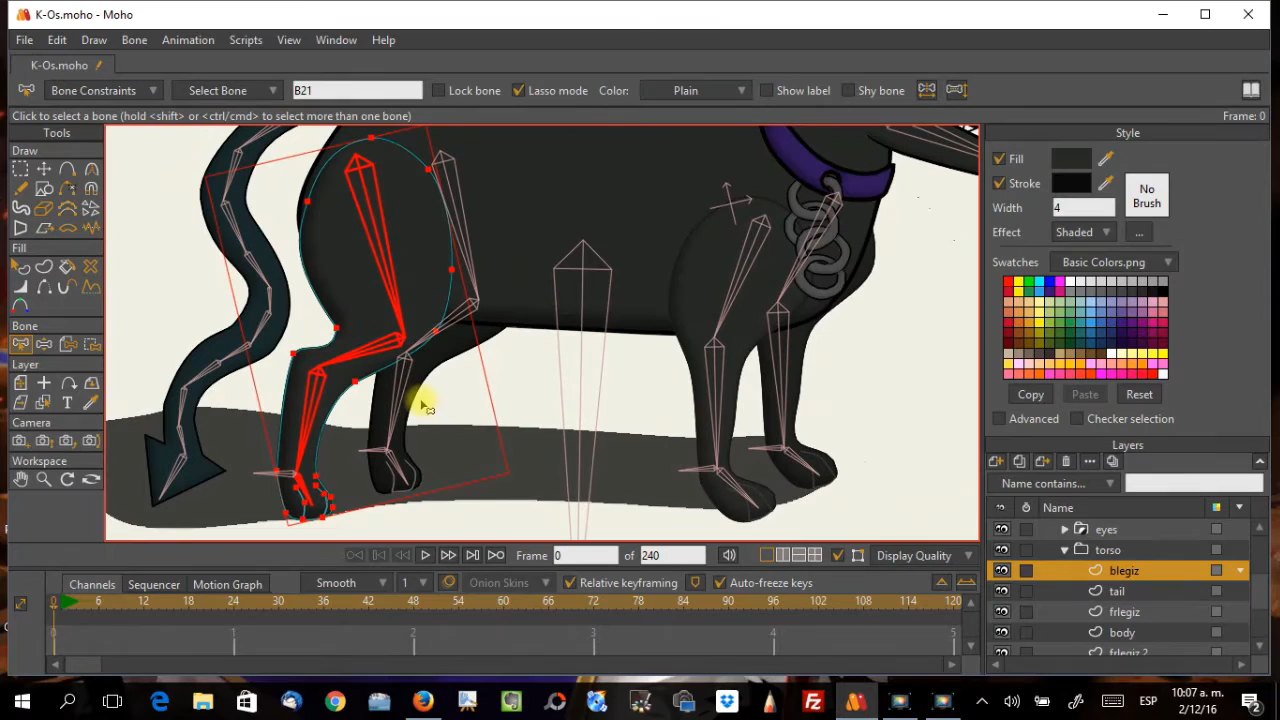 K-Os.moho - Moho
File Edit Draw Bone Animation Scripts View Window Help
K-Os.moho
Bone Constraints Select Bone B21 Lock bone Lasso mode Color: Plain Show label Shy bone
Click to select a bone (hold <shift> or <ctrl/cmd> to select more than one bone) Frame: 0
Tools
Style
Draw
Fill
Stroke
No Brush
Width 4
Effect Shaded ...
Fill
Swatches Basic Colors.png
Bone
Layer
Copy Paste Reset
Advanced Checker selection
Camera
Layers
Workspace
Name contains...
Name
eyes
torso
blegiz
tail
frlegiz
body
frlegiz 2
Frame 0 of 240 Display Quality
Channels Sequencer Motion Graph Smooth 1 Onion Skins Relative keyframing Auto-freeze keys
0 6 12 18 24 30 36 42 48 54 60 66 72 78 84 90 96 102 108 114 120
0 1 2 3 4 5
ESP
10:07 a. m.
2/12/16
2